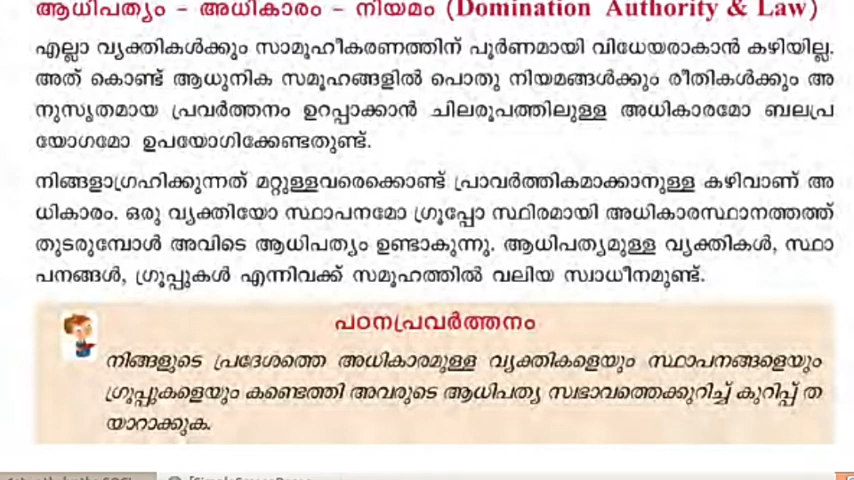 ആധിപത്യം – അധികാരം – നിയമം (Domination Authority & Law)
എല്ലാ വ്യക്തികൾക്കും സാമൂഹീകരണത്തിന് പൂർണമായി വിധേയരാകാൻ കഴിയില്ല.
അത് കൊണ്ട് ആധുനിക സമൂഹങ്ങളിൽ പൊതു നിയമങ്ങൾക്കും രീതികൾക്കും അ
നുസൃതമായ പ്രവർത്തനം ഉറപ്പാക്കാൻ ചിലരൂപത്തിലുള്ള അധികാരമോ ബലപ്ര
യോഗമോ ഉപയോഗിക്കേണ്ടതുണ്ട്.
നിങ്ങളാഗ്രഹിക്കുന്നത് മറ്റുള്ളവരെക്കൊണ്ട് പ്രാവർത്തികമാക്കാനുള്ള കഴിവാണ് അ
ധികാരം. ഒരു വ്യക്തിയോ സ്ഥാപനമോ ഗ്രൂപ്പോ സ്ഥിരമായി അധികാരസ്ഥാനത്തത്ത്
തുടരുമ്പോൾ അവിടെ ആധിപത്യം ഉണ്ടാകുന്നു. ആധിപത്യമുള്ള വ്യക്തികൾ, സ്ഥാ
പനങ്ങൾ, ഗ്രൂപ്പുകൾ എന്നിവക്ക് സമൂഹത്തിൽ വലിയ സ്വാധീനമുണ്ട്.
പഠനപ്രവർത്തനം
നിങ്ങളുടെ പ്രദേശത്തെ അധികാരമുള്ള വ്യക്തികളെയും സ്ഥാപനങ്ങളെയും
ഗ്രൂപ്പുകളെയും കണ്ടെത്തി അവരുടെ ആധിപത്യ സ്വഭാവത്തെക്കുറിച്ച് കുറിപ്പ് ത
യാറാക്കുക.